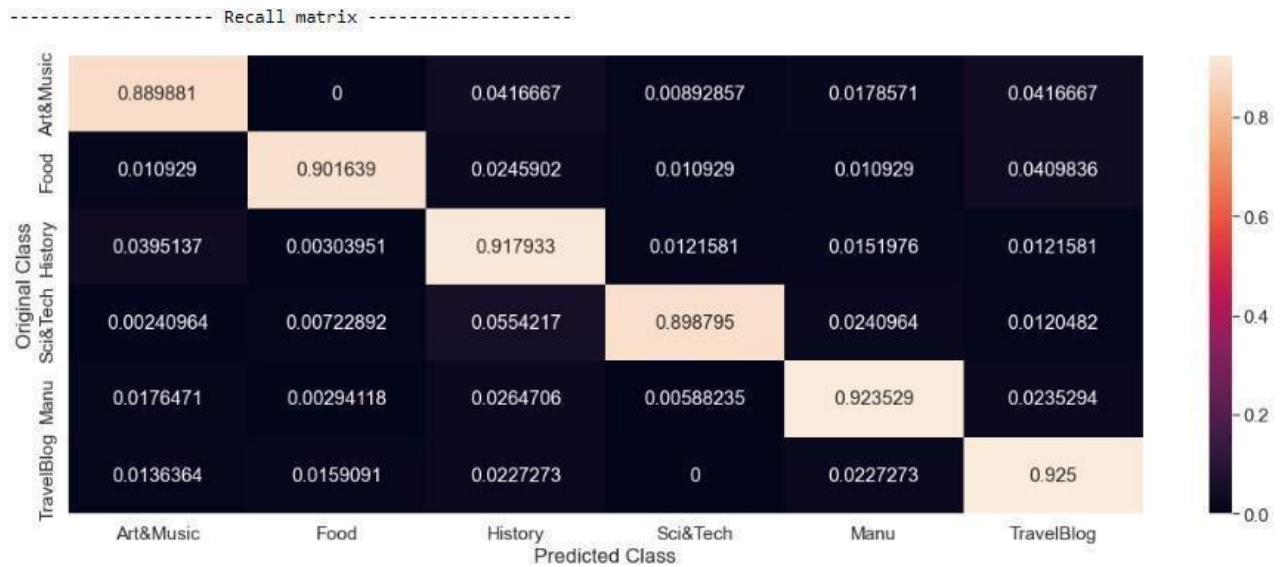 ------------------- Recall matrix -------------------
Art&Music 0.889881 0 0.0416667 0.00892857 0.0178571 0.0416667
Food 0.010929 0.901639 0.0245902 0.010929 0.010929 0.0409836
History 0.0395137 0.00303951 0.917933 0.0121581 0.0151976 0.0121581
Sci&Tech 0.00240964 0.00722892 0.0554217 0.898795 0.0240964 0.0120482
Manu 0.0176471 0.00294118 0.0264706 0.00588235 0.923529 0.0235294
TravelBlog 0.0136364 0.0159091 0.0227273 0 0.0227273 0.925
Original Class
Art&Music Food History Sci&Tech Manu TravelBlog
Predicted Class
0.8
0.6
0.4
0.2
0.0